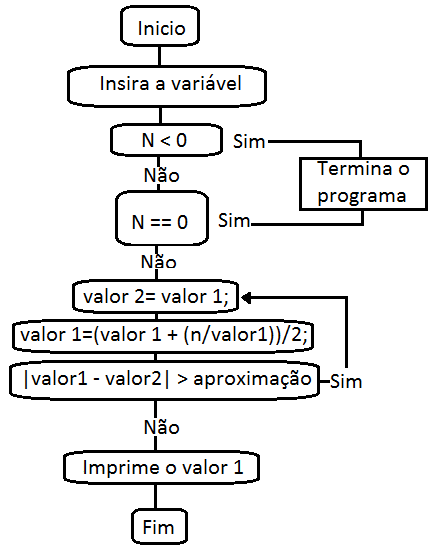 Inicio
Insira a variável
N < 0
Sim
Não
Termina o
programa
N == 0
Sim
Não
valor 2= valor 1;
valor 1=(valor 1 + (n/valor1))/2;
|valor1 - valor2| > aproximação
Sim
Não
Imprime o valor 1
Fim